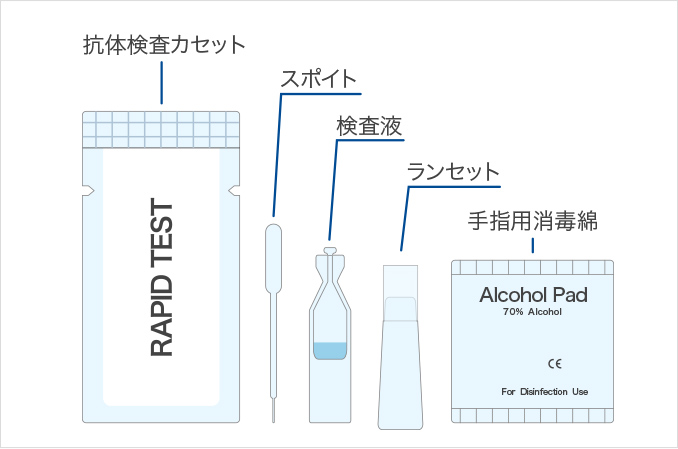 抗体検査カセット
スポイト
検査液
ランセット
手指用消毒綿
RAPID TEST
Alcohol Pad
70% Alcohol
CE
For Disinfection Use